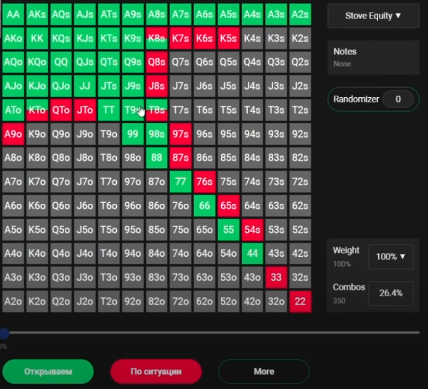 AA AKs AQs AJs ATs A9s A8s A7s A6s A5s A4s A3s A2s
Stove Equity ▼
AKo KK KQs KJs KTs K9s K8s K7s K6s K5s K4s K3s K2s
Notes
None
AQo KQo QQ QJs QTs Q9s Q8s Q7s Q6s Q5s Q4s Q3s Q2s
AJo KJo QJo JJ JTs J9s J8s J7s J6s J5s J4s J3s J2s
Randomizer 0
ATo KTo QTo JTo TT T9s T8s T7s T6s T5s T4s T3s T2s
A9o K9o Q9o J9o T9o 99 98s 97s 96s 95s 94s 93s 92s
A8o K8o Q8o J8o T8o 98o 88 87s 86s 85s 84s 83s 82s
A7o K7o Q7o J7o T7o 97o 87o 77 76s 75s 74s 73s 72s
A6o K6o Q6o J6o T6o 96o 86o 76o 66 65s 64s 63s 62s
A5o K5o Q5o J5o T5o 95o 85o 75o 65o 55 54s 53s 52s
A4o K4o Q4o J4o T4o 94o 84o 74o 64o 54o 44 43s 42s
Weight
100%
100% ▼
A3o K3o Q3o J3o T3o 93o 83o 73o 63o 53o 43o 33 32s
Combos
350
26.4%
A2o K2o Q2o J2o T2o 92o 82o 72o 62o 52o 42o 32o 22
Открываем
По ситуации
More